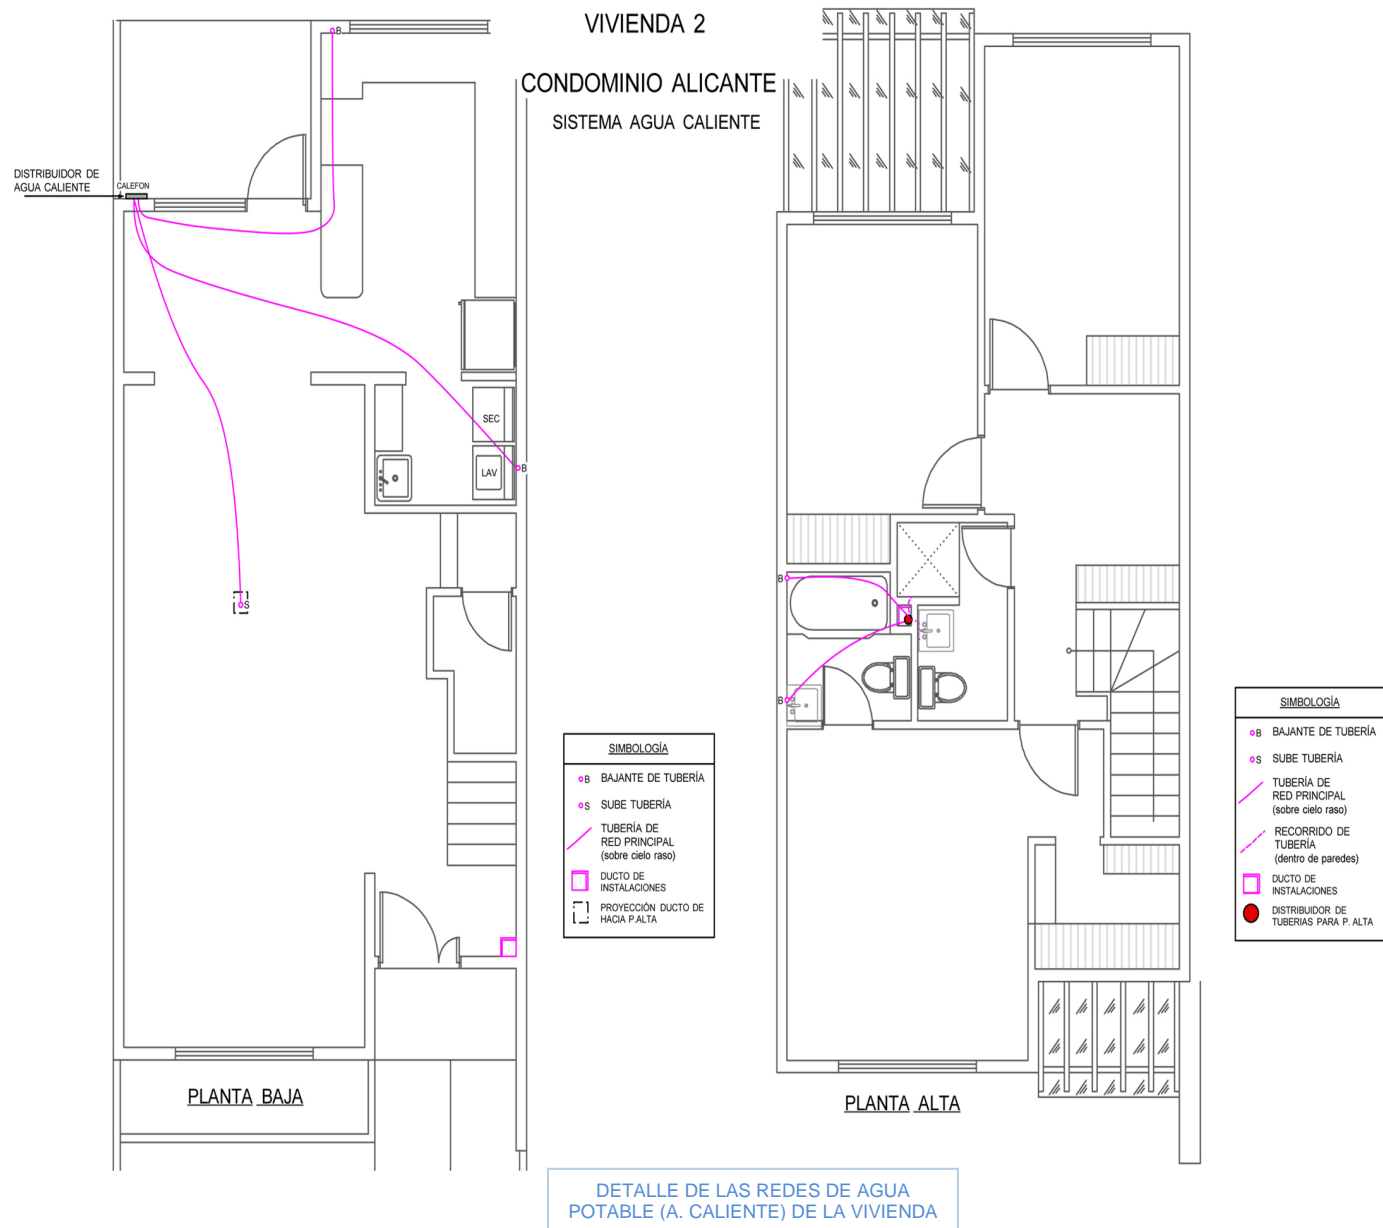 VIVIENDA 2
CONDOMINIO ALICANTE
SISTEMA AGUA CALIENTE
DISTRIBUIDOR DE
AGUA CALIENTE
CALEFON
B
SEC
LAV
B
S
SIMBOLOGÍA
B BAJANTE DE TUBERÍA
S SUBE TUBERÍA
TUBERÍA DE
RED PRINCIPAL
(sobre cielo raso)
DUCTO DE
INSTALACIONES
PROYECCIÓN DUCTO DE
HACIA P.ALTA
PLANTA BAJA
B
B
SIMBOLOGÍA
B BAJANTE DE TUBERÍA
S SUBE TUBERÍA
TUBERÍA DE
RED PRINCIPAL
(sobre cielo raso)
RECORRIDO DE
TUBERÍA
(dentro de paredes)
DUCTO DE
INSTALACIONES
DISTRIBUIDOR DE
TUBERIAS PARA P. ALTA
PLANTA ALTA
DETALLE DE LAS REDES DE AGUA
POTABLE (A. CALIENTE) DE LA VIVIENDA